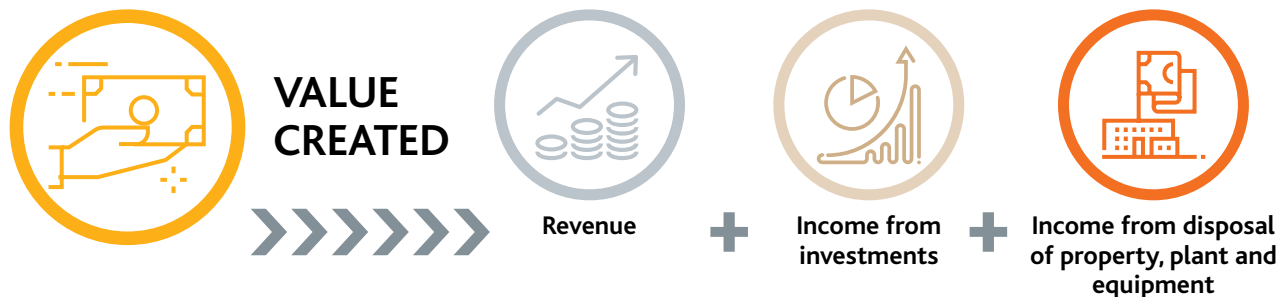 VALUE
CREATED
Revenue
+
Income from
investments
+
Income from disposal
of property, plant and
equipment